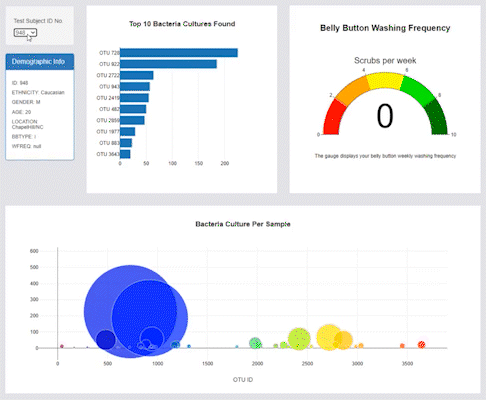 Test Subject ID No
948
Demographic Info
ID: 948
ETHNICITY: Caucasian
GENDER: M
AGE: 20
LOCATION:
ChapelHill/NC
BBTYPE: I
WFREQ: null
Top 10 Bacteria Cultures Found
OTU 728
OTU 922
OTU 2722
OTU 943
OTU 2419
OTU 482
OTU 2859
OTU 1977
OTU 883
OTU 3643
0
50
100
150
200
Belly Button Washing Frequency
Scrubs per week
0
2
4
6
8
10
0
The gauge displays your belly button weekly washing frequency
Bacteria Culture Per Sample
600
500
400
300
200
100
0
0
500
1000
1500
2000
2500
3000
3500
OTU ID